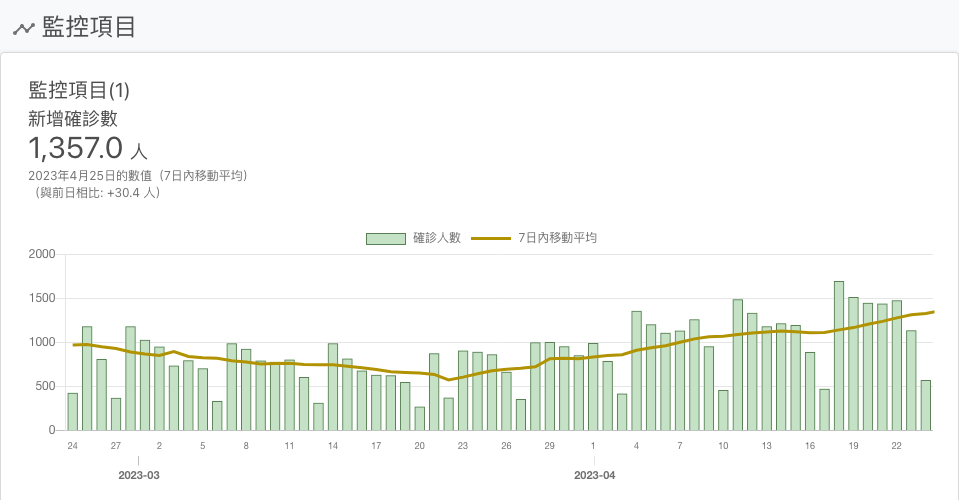 監控項目
監控項目(1)
新增確診數
1,357.0 人
2023年4月25日的數值（7日內移動平均）
（與前日相比: +30.4 人）
確診人數 7日內移動平均
2000
1500
1000
500
0
24 27 2 5 8 11 14 17 20 23 26 29 1 4 7 10 13 16 19 22
2023-03 2023-04